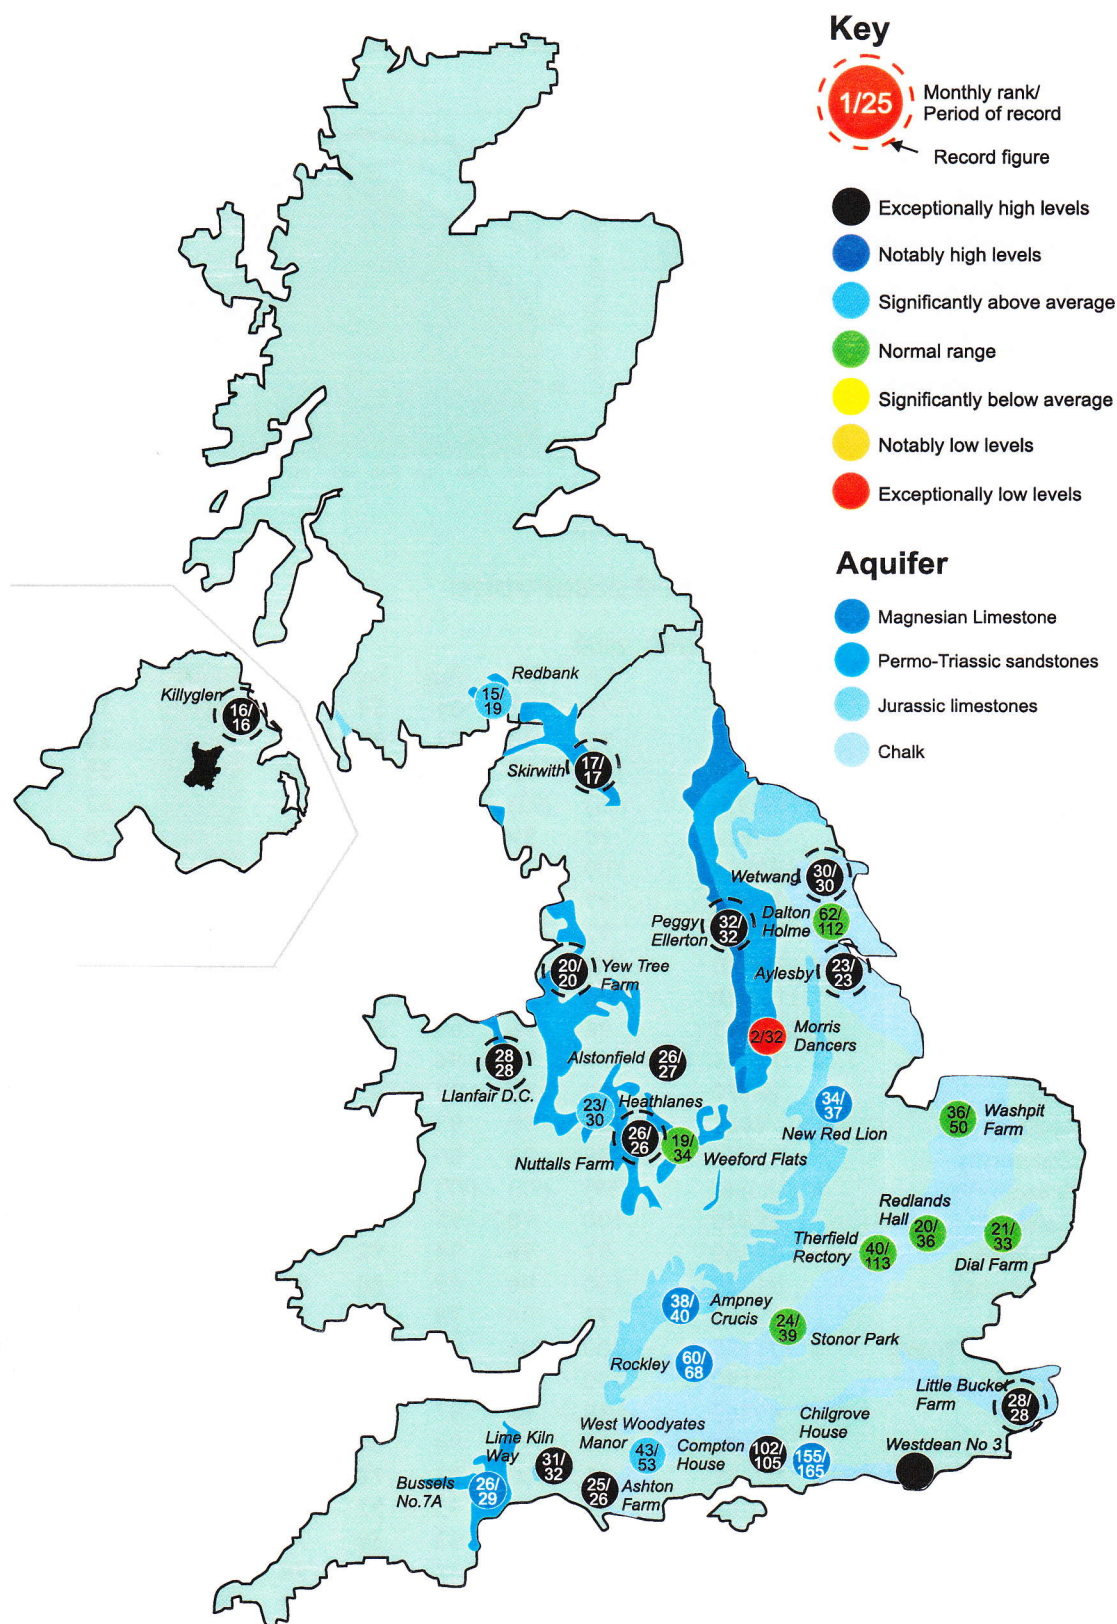 Key
1/25
Monthly rank/
Period of record
Record figure
Exceptionally high levels
Notably high levels
Significantly above average
Normal range
Significantly below average
Notably low levels
Exceptionally low levels
Aquifer
Magnesian Limestone
Permo-Triassic sandstones
Jurassic limestones
Chalk
Redbank
15/
19
Killyglen
16/
16
Skirwith
17/
17
Wetwang
30/
30
Peggy
Ellerton
32/
32
Dalton
Holme
62/
112
Aylesby
23/
23
20/
20
Yew Tree
Farm
2/32
Morris
Dancers
28
28
Llanfair D.C.
Alstonfield
26/
27
Heathlanes
23/
30
34/
37
New Red Lion
36/
50
Washpit
Farm
26/
26
Nuttalls Farm
19/
34
Weeford Flats
Redlands
Hall
20/
36
21/
33
Dial Farm
Therfield
Rectory
40/
113
38/
40
Ampney
Crucis
24/
39
Stonor Park
Rockley
60/
68
Little Bucket
Farm
28/
28
Chilgrove
House
155/
165
Westdean No 3
West Woodyates
Manor
43/
53
Compton
House
102/
105
Lime Kiln
Way
31/
32
Bussels
No.7A
26/
29
25/
26
Ashton
Farm